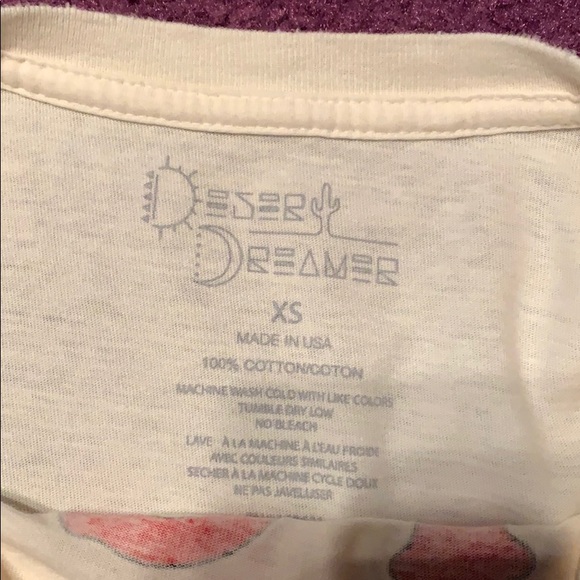 DESERT
DREAMER
XS
MADE IN USA
100% COTTON/COTON
MACHINE WASH COLD WITH LIKE COLORS
TUMBLE DRY LOW
NO BLEACH
LAVE À LA MACHINE À L'EAU FROIDE
AVEC COULEURS SIMILAIRES
SECHER À LA MACHINE CYCLE DOUX
NE PAS JAVELLISER